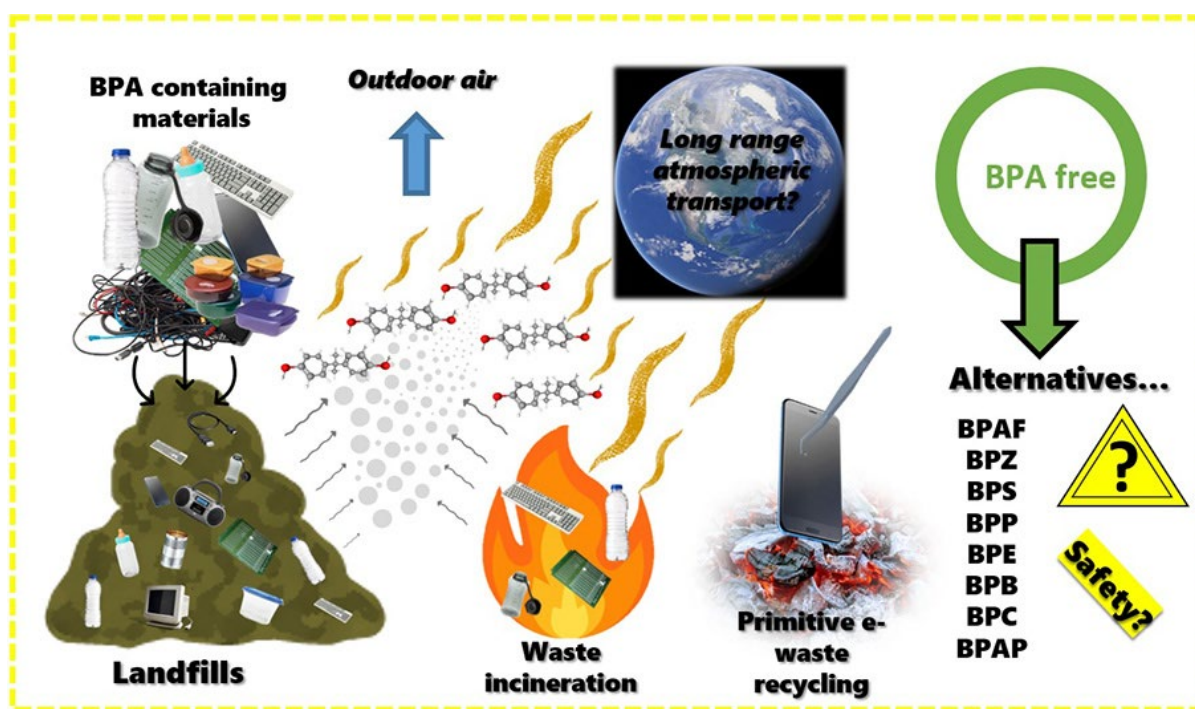 BPA containing
materials
Outdoor air
Long range
atmospheric
transport?
BPA free
Alternatives...
BPAF
BPZ
BPS
BPP
BPE
BPB
BPC
BPAP
?
Safety?
Landfills
Waste
incineration
Primitive e-
waste
recycling